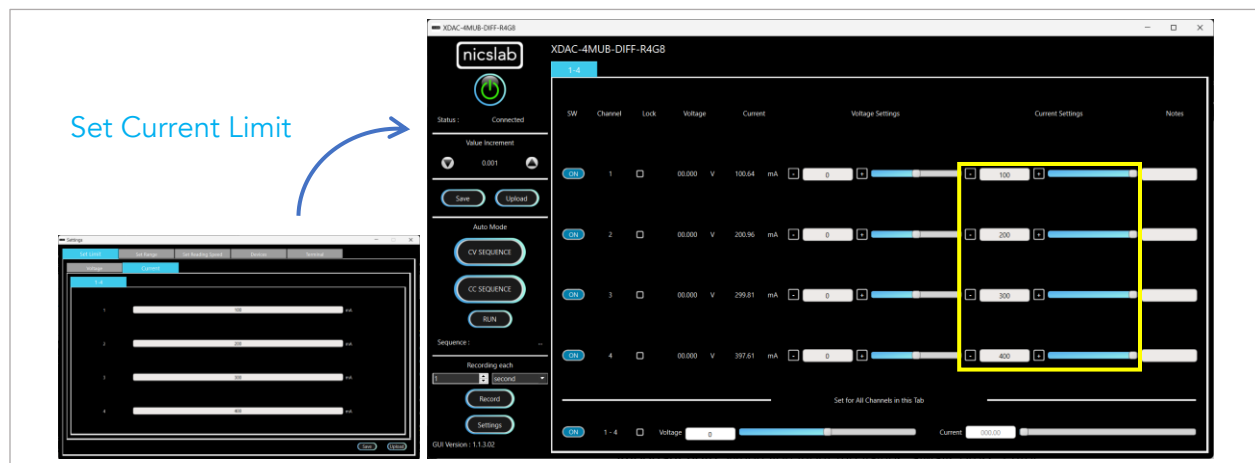 Set Current Limit
Settings
Set Limit Set Range Set Reading Speed Devices Terminal
Voltage Current
1-4
1 100 mA
2 200 mA
3 300 mA
4 400 mA
Save Upload
XDAC-4MUB-DIFF-R4G8
nicslab
Status : Connected
Value Increment
0.001
Save Upload
Auto Mode
CV SEQUENCE
CC SEQUENCE
RUN
Sequence : --
Recording each
1 second
Record
Settings
GUI Version : 1.1.3.02
XDAC-4MUB-DIFF-R4G8
1-4
SW Channel Lock Voltage Current Voltage Settings Current Settings Notes
ON 1 00.000 V 100.64 mA - 0 + - 100 +
ON 2 00.000 V 200.96 mA - 0 + - 200 +
ON 3 00.000 V 299.81 mA - 0 + - 300 +
ON 4 00.000 V 397.61 mA - 0 + - 400 +
Set for All Channels in this Tab
ON 1 - 4 Voltage 0 Current 000.00